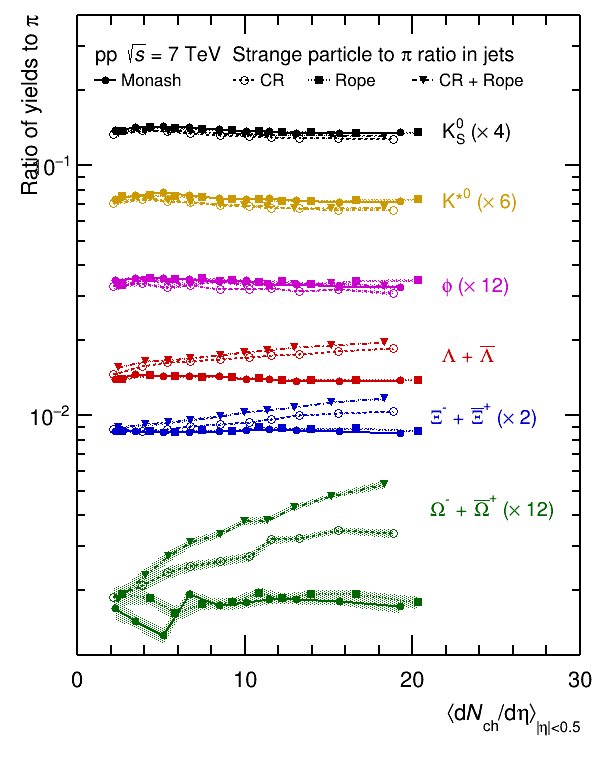 Ratio of yields to π
pp √s = 7 TeV Strange particle to π ratio in jets
Monash CR Rope CR + Rope
K⁰S (× 4)
10⁻¹
K*⁰ (× 6)
ϕ (× 12)
Λ + Λ̅
10⁻²
Ξ⁻ + Ξ̅⁺ (× 2)
Ω⁻ + Ω̅⁺ (× 12)
0 10 20 30
⟨dN_ch/dη⟩_|η|<0.5